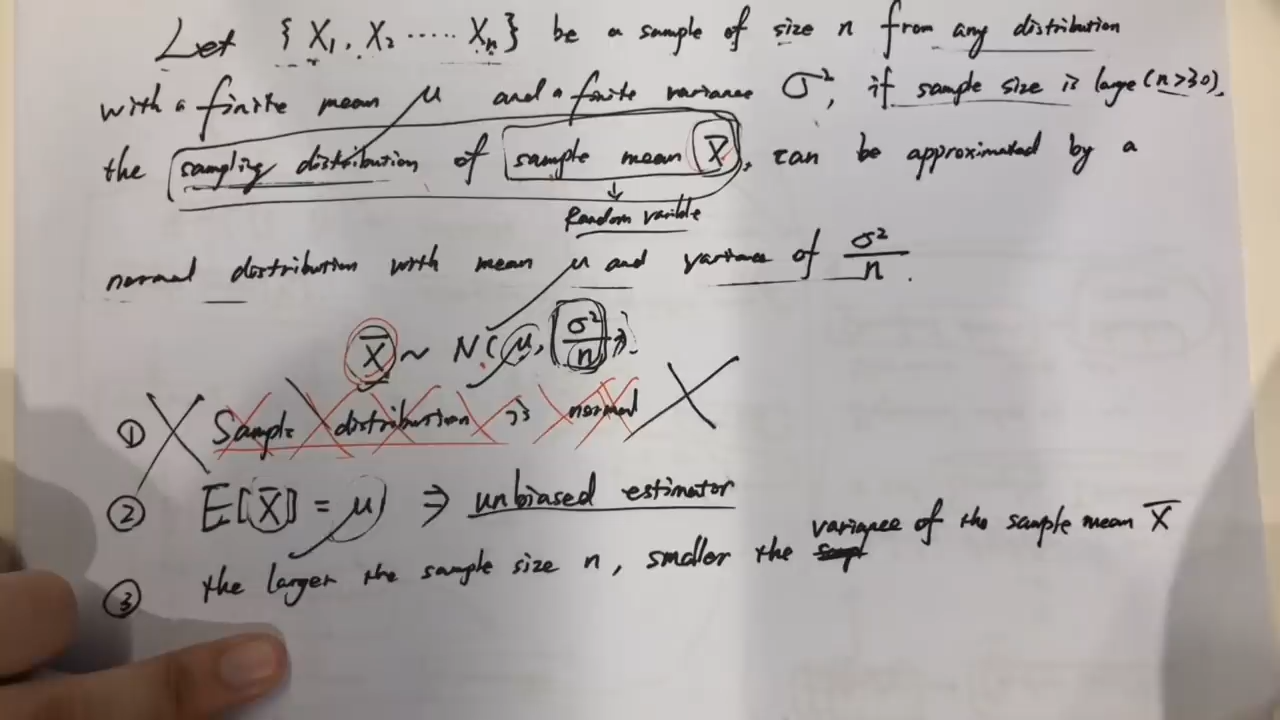 Let { X₁, X₂ ..... Xₙ } be a sample of size n from any distribution
with a finite mean μ and a finite variance σ², if sample size is large (n>30),
the sampling distribution of sample mean X̅, can be approximated by a
↓
Random varible
normal distribution with mean μ and variance of σ²/n.
X̅ ~ N(μ, σ²/n).
① Sample distribution is normal
② E[X̅] = μ ⇒ unbiased estimator
③ the larger the sample size n, smaller the variance of the sample mean X̅